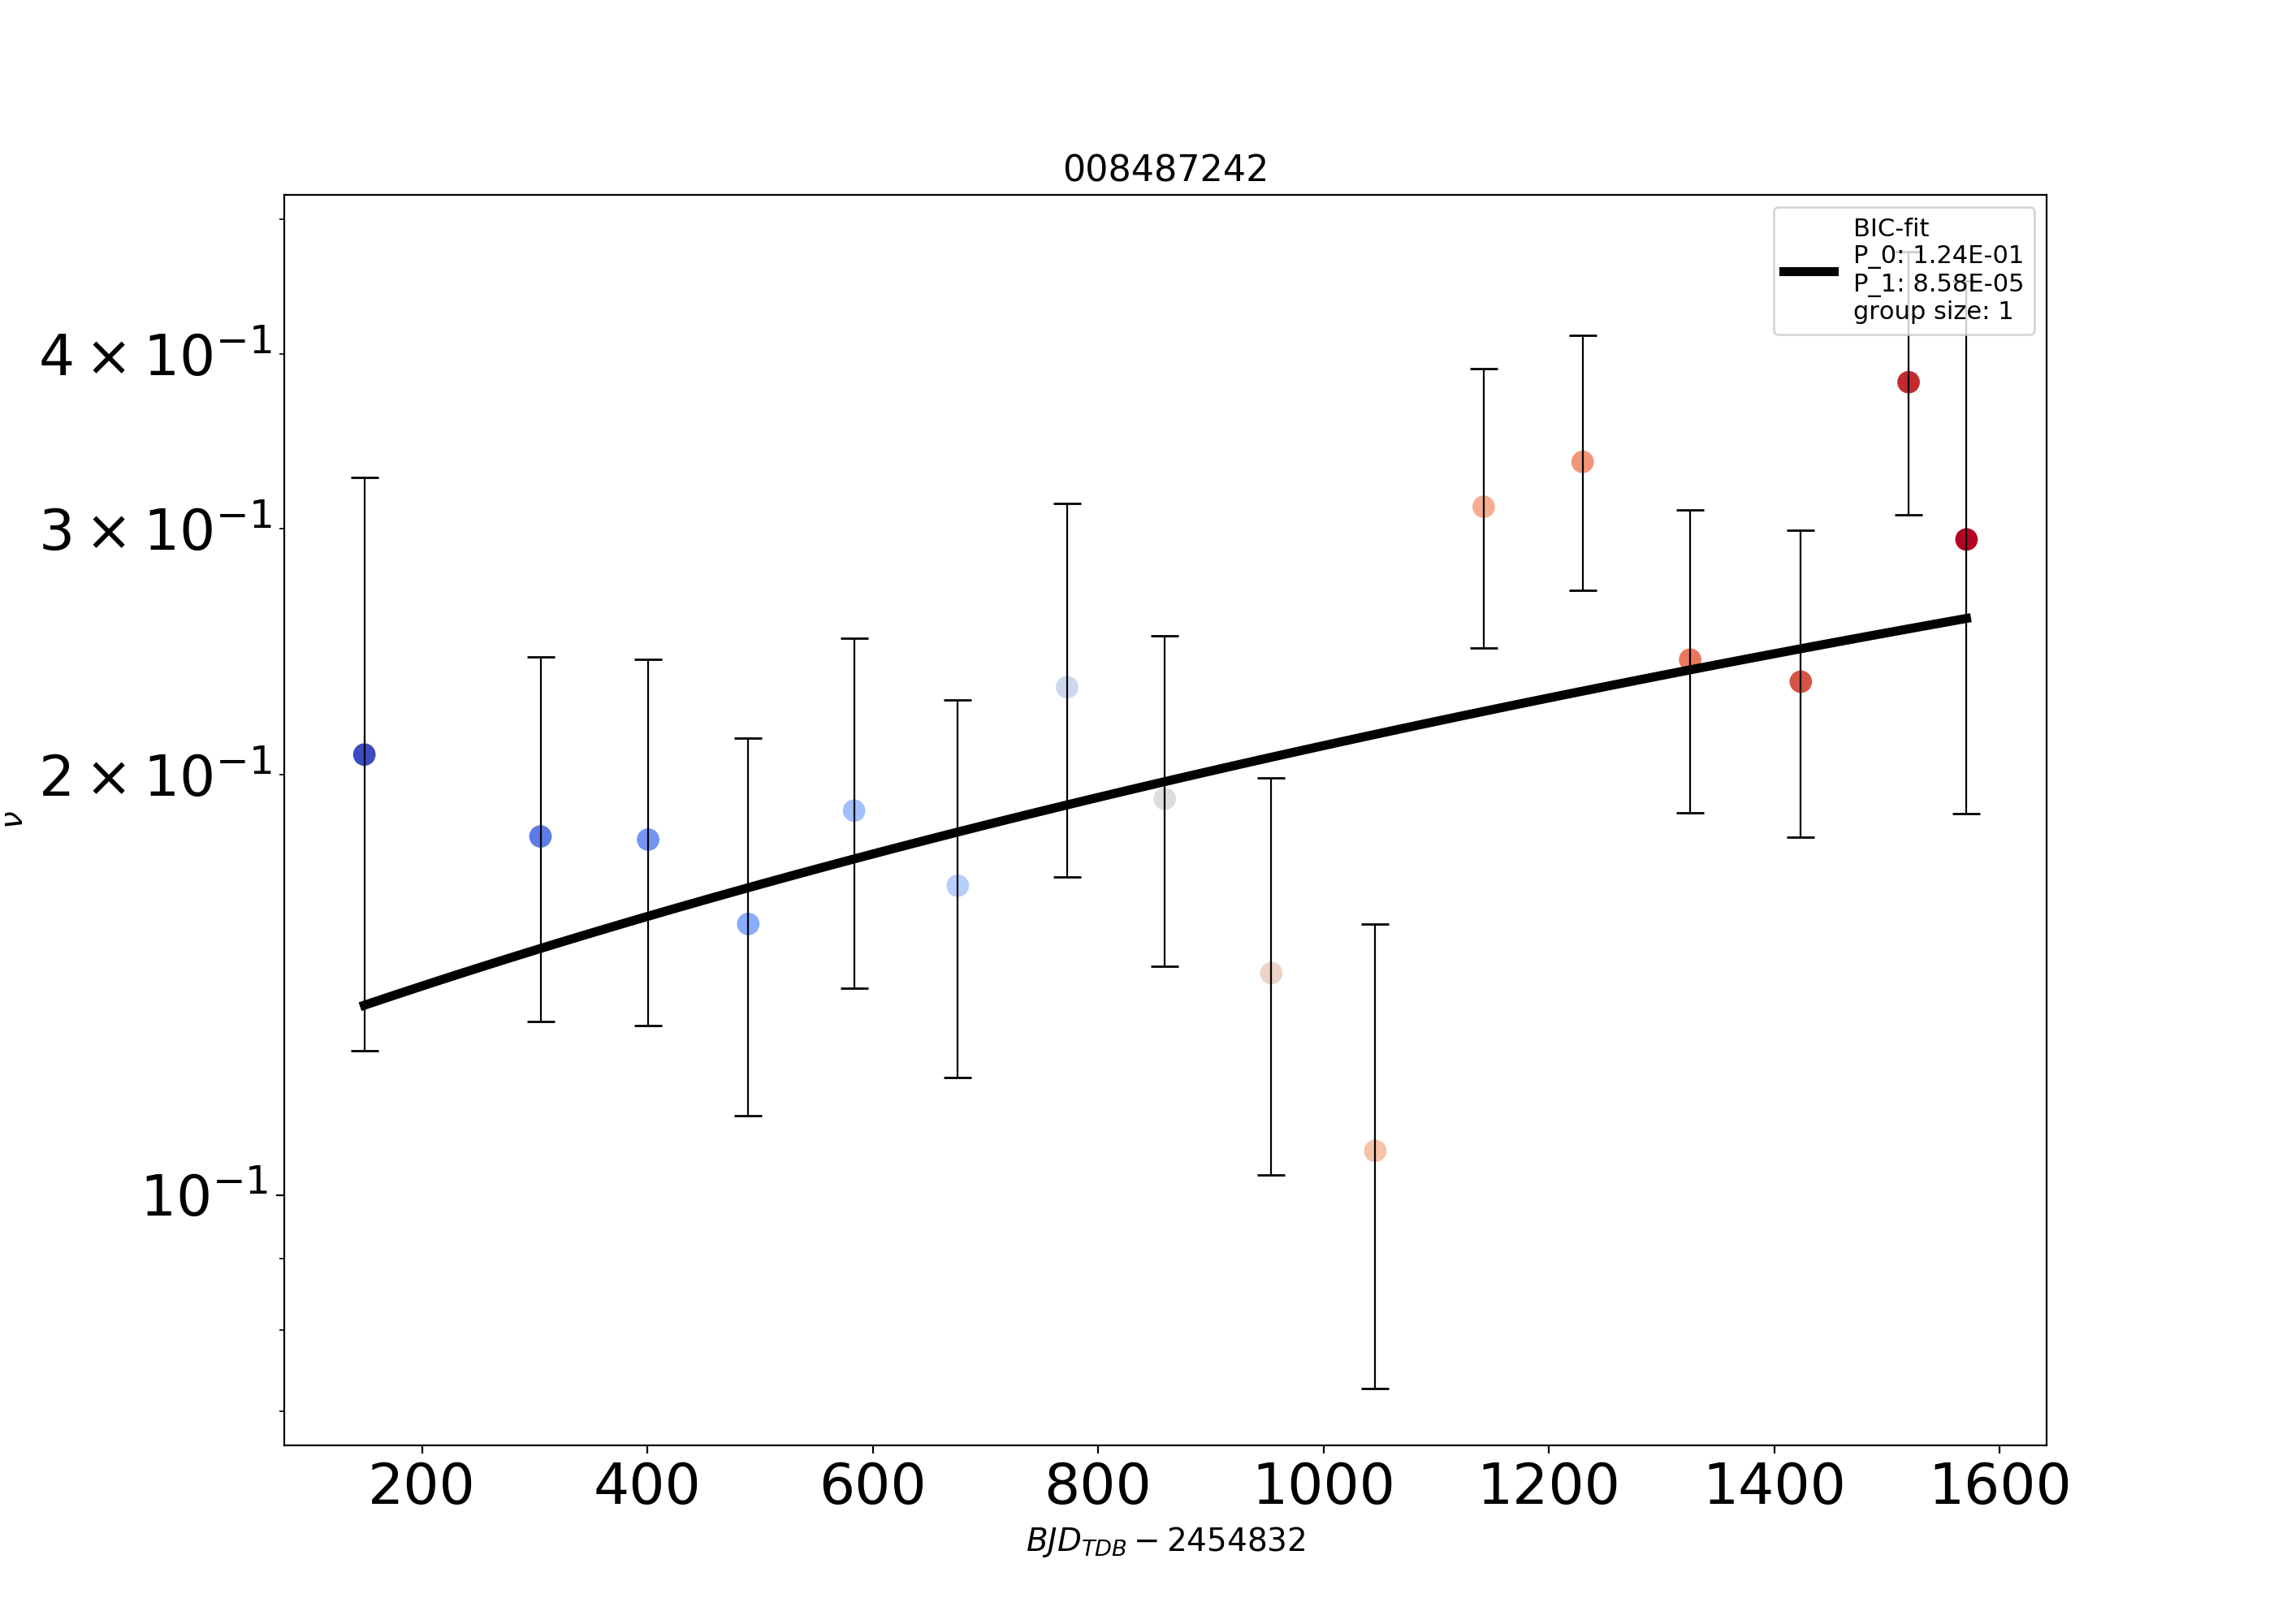 008487242
BIC-fit
P_0: 1.24E-01
P_1: 8.58E-05
group size: 1
4 × 10⁻¹
3 × 10⁻¹
2 × 10⁻¹
10⁻¹
ν
200 400 600 800 1000 1200 1400 1600
BJD_TDB − 2454832